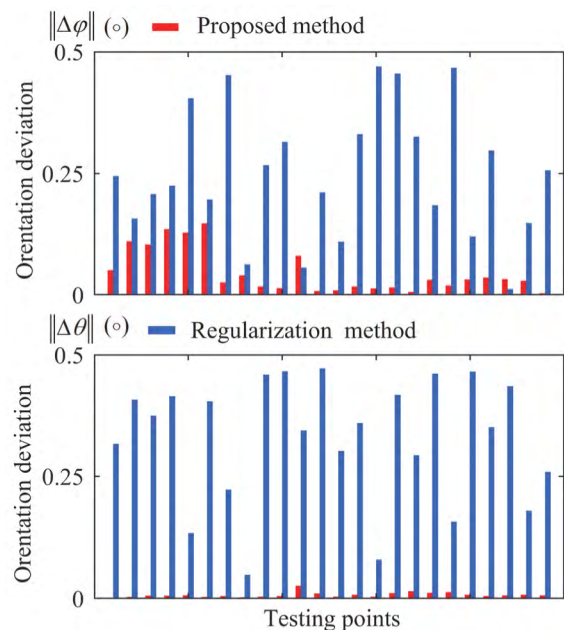 ‖Δφ‖ (○) Proposed method
0.5
0.25
0
Orentation deviation
‖Δθ‖ (○) Regularization method
0.5
0.25
0
Orentation deviation
Testing points